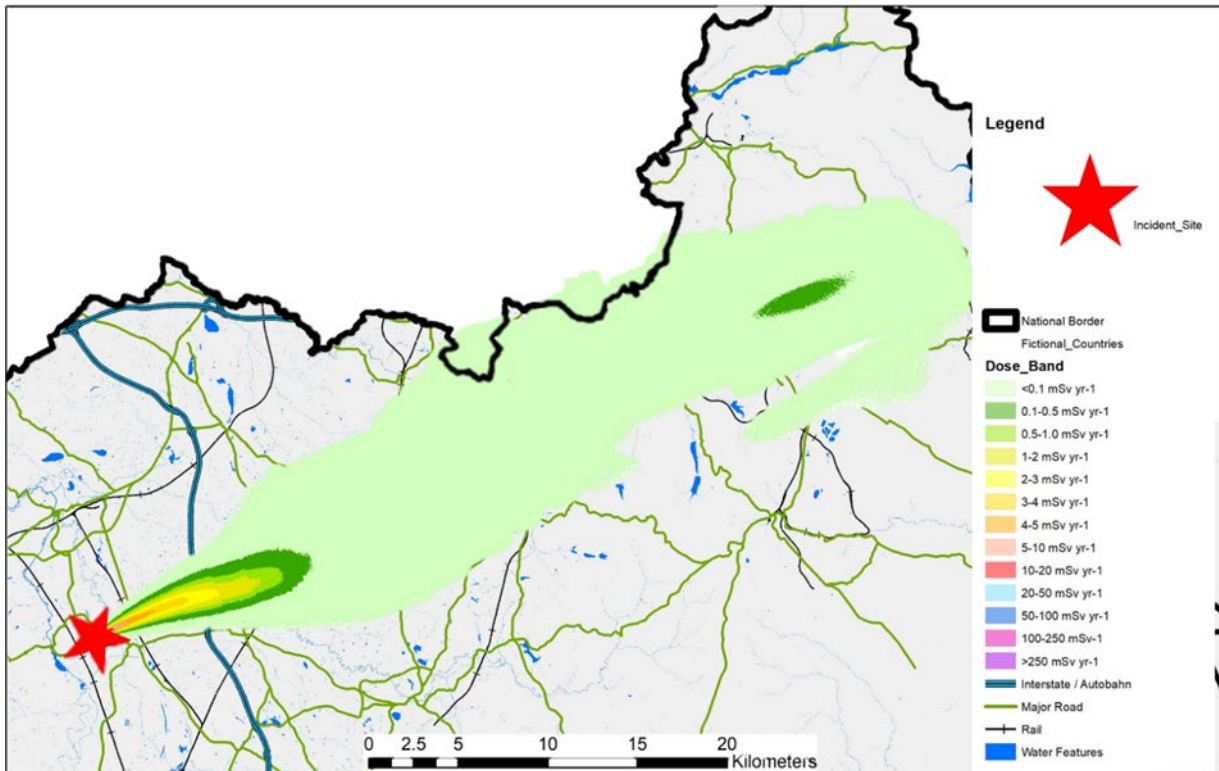 Legend
Incident_Site
National Border
Fictional_Countries
Dose_Band
<0.1 mSv yr-1
0.1-0.5 mSv yr-1
0.5-1.0 mSv yr-1
1-2 mSv yr-1
2-3 mSv yr-1
3-4 mSv yr-1
4-5 mSv yr-1
5-10 mSv yr-1
10-20 mSv yr-1
20-50 mSv yr-1
50-100 mSv yr-1
100-250 mSv-1
>250 mSv yr-1
Interstate / Autobahn
Major Road
Rail
Water Features
0 2.5 5 10 15 20
Kilometers